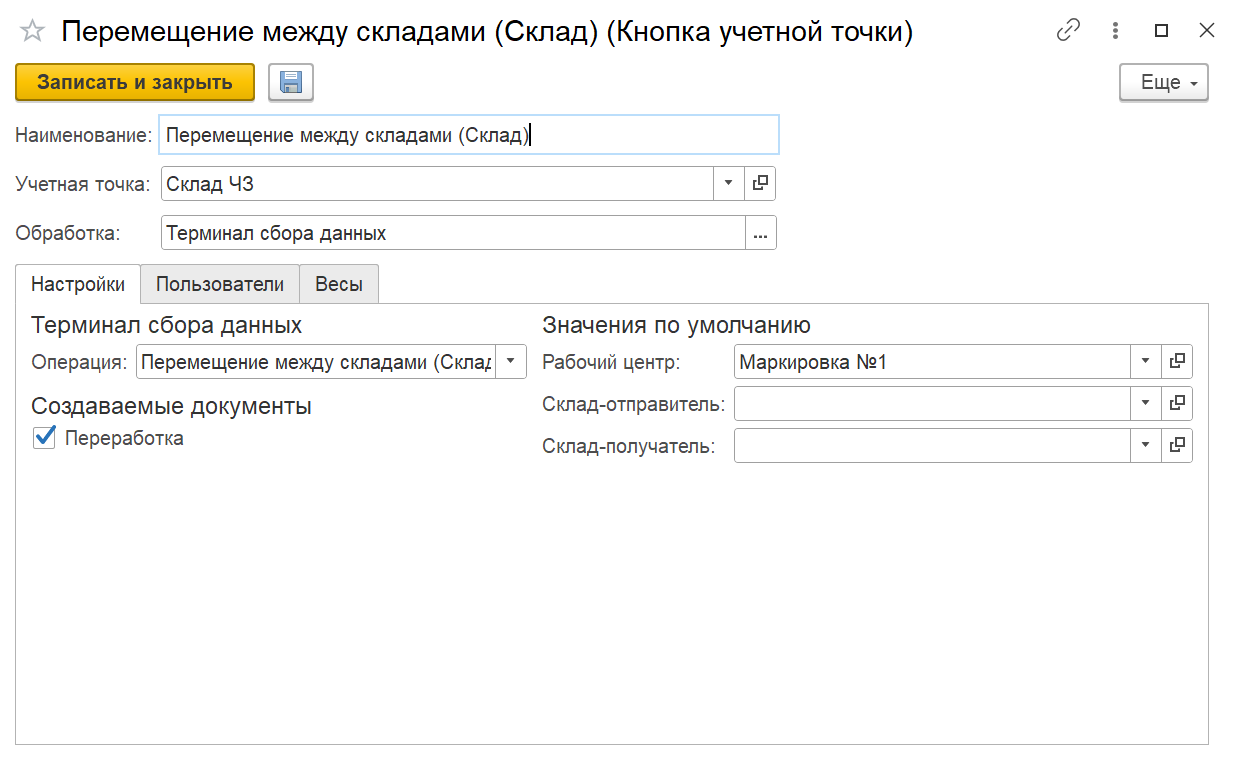 Перемещение между складами (Склад) (Кнопка учетной точки)
Записать и закрыть
Еще
Наименование: Перемещение между складами (Склад)
Учетная точка: Склад ЧЗ
Обработка: Терминал сбора данных ...
Настройки Пользователи Весы
Терминал сбора данных Значения по умолчанию
Операция: Перемещение между складами (Склад Рабочий центр: Маркировка №1
Создаваемые документы Склад-отправитель:
Переработка Склад-получатель: